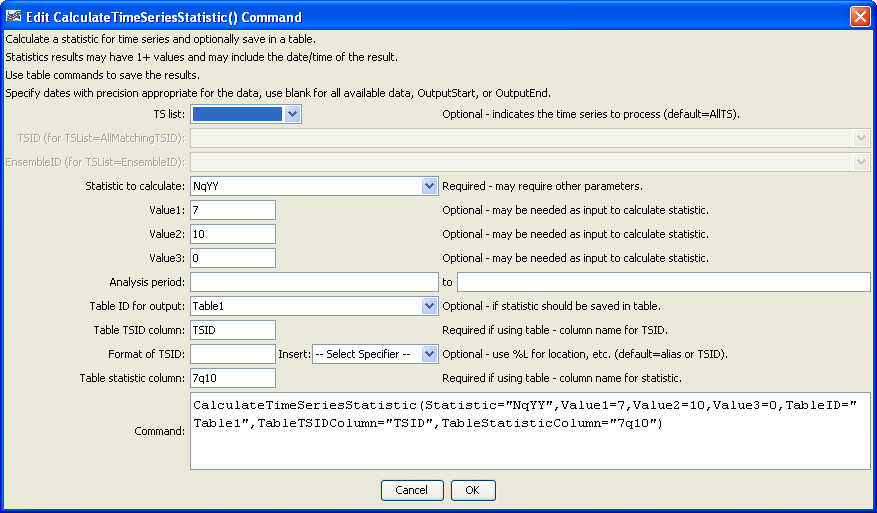 Edit CalculateTimeSeriesStatistic() Command
Calculate a statistic for time series and optionally save in a table.
Statistics results may have 1+ values and may include the date/time of the result.
Use table commands to save the results.
Specify dates with precision appropriate for the data, use blank for all available data, OutputStart, or OutputEnd.
TS list: Optional - indicates the time series to process (default=AllTS).
TSID (for TSList=AllMatchingTSID):
EnsembleID (for TSList=EnsembleID):
Statistic to calculate: NqYY Required - may require other parameters.
Value1: 7 Optional - may be needed as input to calculate statistic.
Value2: 10 Optional - may be needed as input to calculate statistic.
Value3: 0 Optional - may be needed as input to calculate statistic.
Analysis period: to
Table ID for output: Table1 Optional - if statistic should be saved in table.
Table TSID column: TSID Required if using table - column name for TSID.
Format of TSID: Insert: -- Select Specifier -- Optional - use %L for location, etc. (default=alias or TSID).
Table statistic column: 7q10 Required if using table - column name for statistic.
Command: CalculateTimeSeriesStatistic(Statistic="NqYY",Value1=7,Value2=10,Value3=0,TableID="
Table1",TableTSIDColumn="TSID",TableStatisticColumn="7q10")
Cancel OK